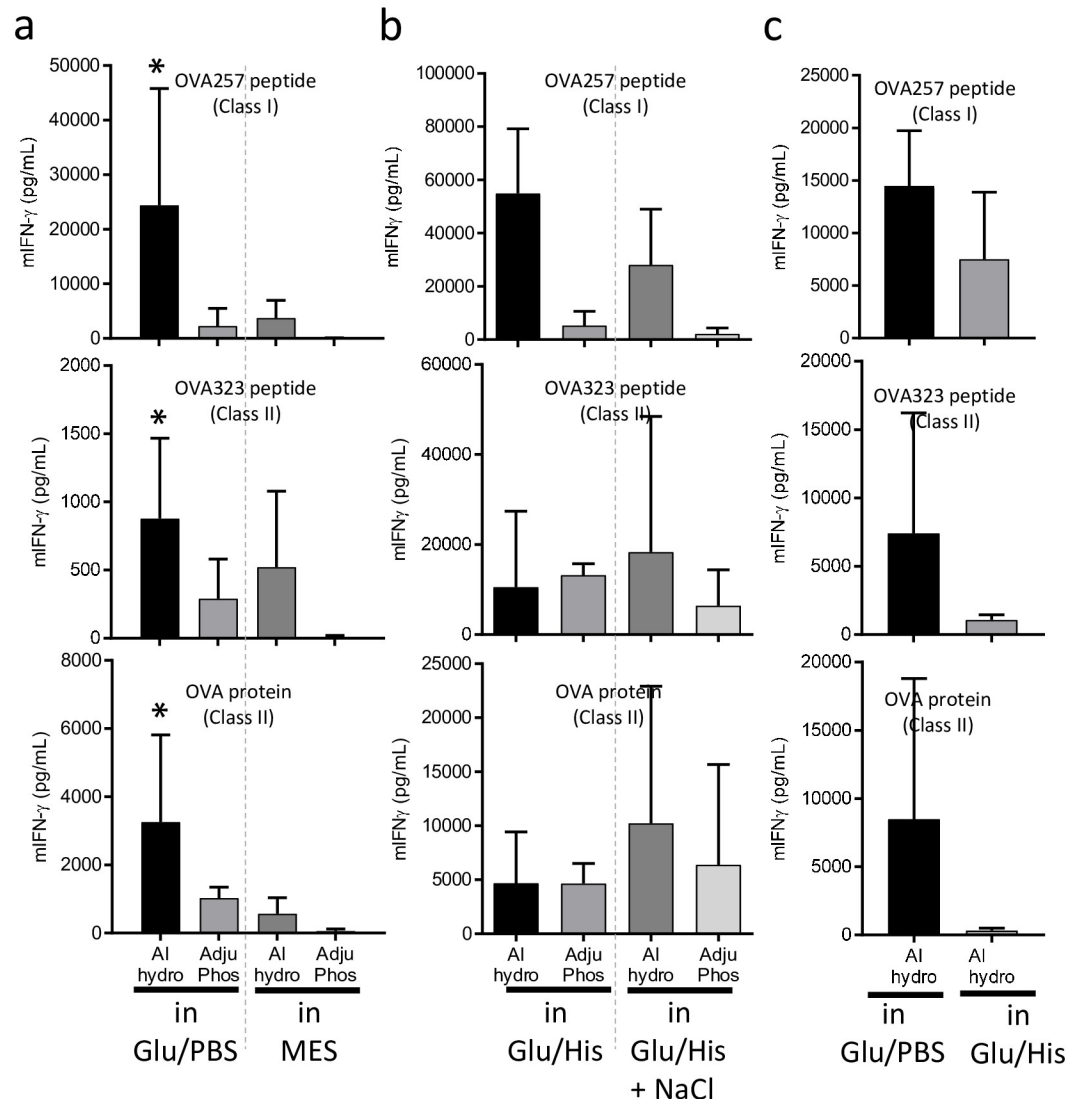 a
50000
40000
30000
20000
10000
0
mIFN-γ (pg/mL)
*
OVA257 peptide
(Class I)
2000
1500
1000
500
0
mIFN-γ (pg/mL)
*
OVA323 peptide
(Class II)
8000
6000
4000
2000
0
mIFN-γ (pg/mL)
*
OVA protein
(Class II)
Al
hydro
Adju
Phos
Al
hydro
Adju
Phos
in
Glu/PBS
in
MES
b
100000
80000
60000
40000
20000
0
mIFNγ (pg/mL)
OVA257 peptide
(Class I)
60000
40000
20000
0
mIFNγ (pg/mL)
OVA323 peptide
(Class II)
25000
20000
15000
10000
5000
0
mIFNγ (pg/mL)
OVA protein
(Class II)
Al
hydro
Adju
Phos
Al
hydro
Adju
Phos
in
Glu/His
in
Glu/His
+ NaCl
c
25000
20000
15000
10000
5000
0
mIFN-γ (pg/mL)
OVA257 peptide
(Class I)
20000
15000
10000
5000
0
mIFN-γ (pg/mL)
OVA323 peptide
(Class II)
20000
15000
10000
5000
0
mIFNγ (pg/mL)
OVA protein
(Class II)
Al
hydro
Al
hydro
in
Glu/PBS
in
Glu/His